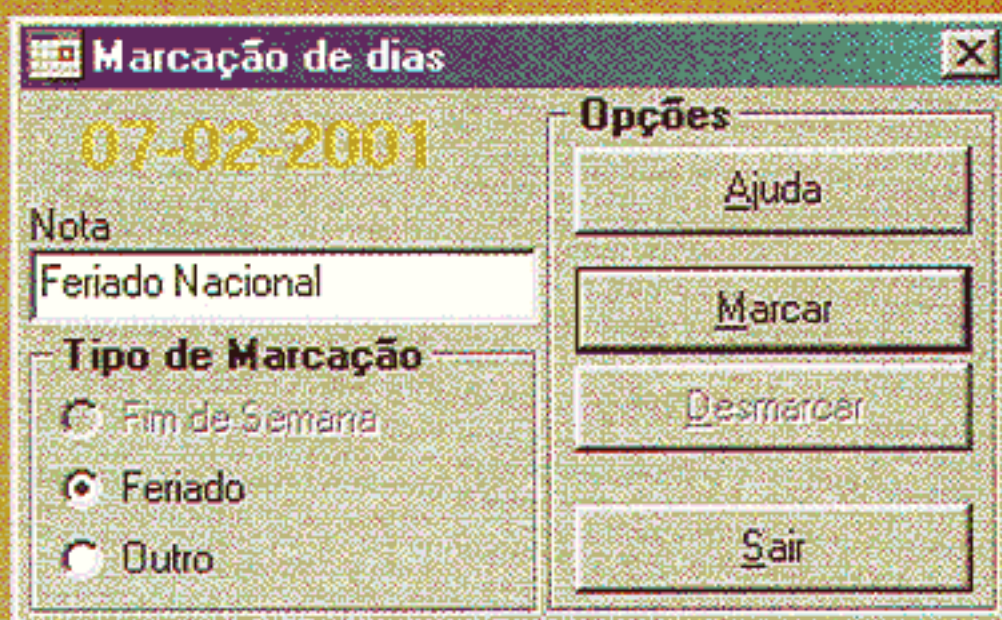 Marcação de dias
07-02-2001
Nota
Feriado Nacional
Tipo de Marcação
Fim de Semana
Feriado
Outro
Opções
Ajuda
Marcar
Desmarcar
Sair